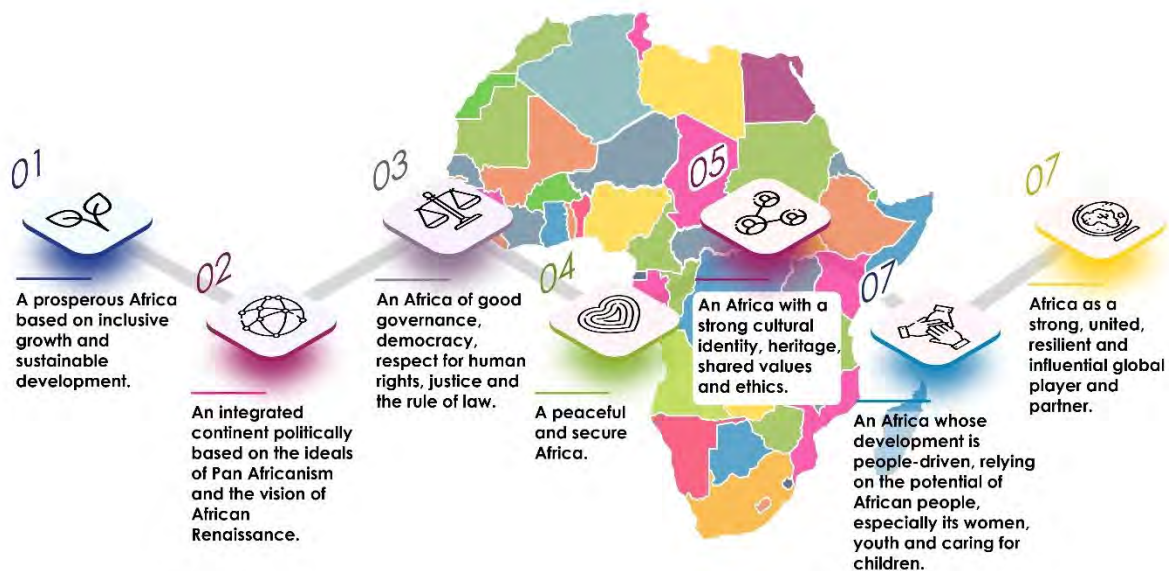 01
A prosperous Africa
based on inclusive
growth and
sustainable
development.
02
An integrated
continent politically
based on the ideals
of Pan Africanism
and the vision of
African
Renaissance.
03
An Africa of good
governance,
democracy,
respect for human
rights, justice and
the rule of law.
04
A peaceful
and secure
Africa.
05
An Africa with a
strong cultural
identity, heritage,
shared values
and ethics.
07
An Africa whose
development is
people-driven, relying
on the potential of
African people,
especially its women,
youth and caring for
children.
07
Africa as a
strong, united,
resilient and
influential global
player and
partner.